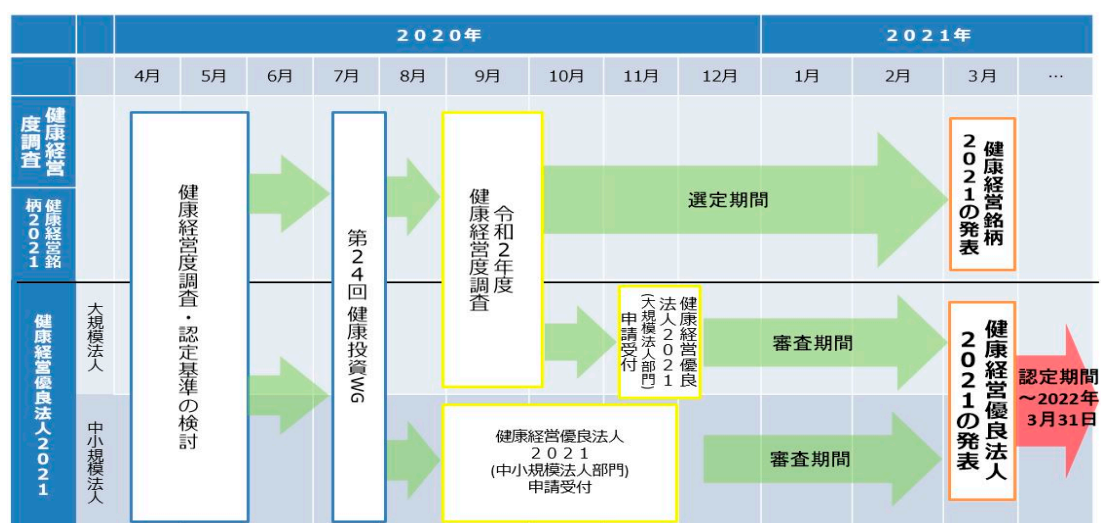 2020年
2021年
4月
5月
6月
7月
8月
9月
10月
11月
12月
1月
2月
3月
…
健康経営
度調査
健康経営銘
柄2021
健康経営優良法人2021
大規模法人
中小規模法人
健康経営度調査・認定基準の検討
第24回 健康投資WG
令和2年度
健康経営度調査
選定期間
健康経営銘柄
2021の発表
健康経営優良
法人2021
(大規模法人部門)
申請受付
審査期間
健康経営優良法人
2021
(中小規模法人部門)
申請受付
審査期間
健康経営優良法人
2021の発表
認定期間
～2022年
3月31日